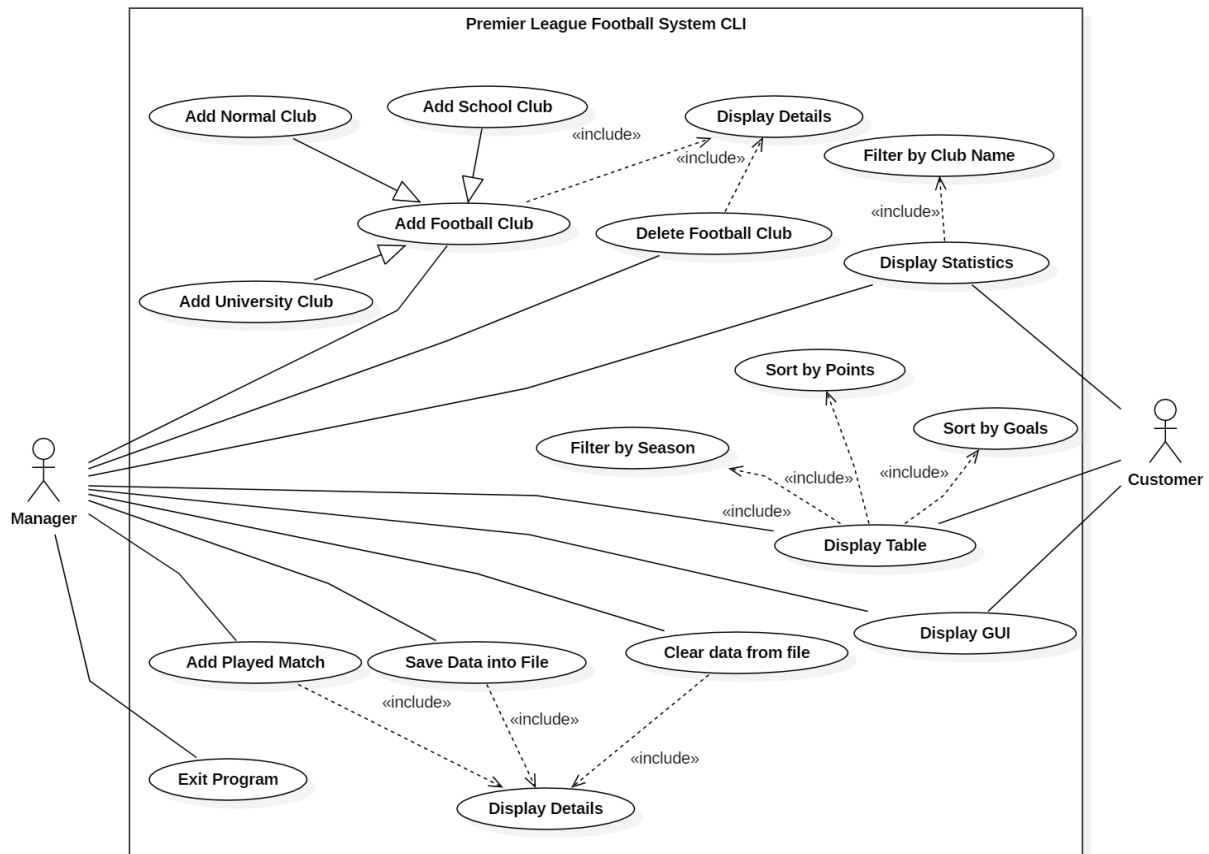 Premier League Football System CLI
Add Normal Club
Add School Club
Display Details
«include»
«include»
Filter by Club Name
Add Football Club
Delete Football Club
«include»
Display Statistics
Add University Club
Sort by Points
Sort by Goals
Filter by Season
«include»
«include»
«include»
Manager
Customer
Display Table
Display GUI
Add Played Match
Save Data into File
Clear data from file
«include»
«include»
«include»
Exit Program
Display Details